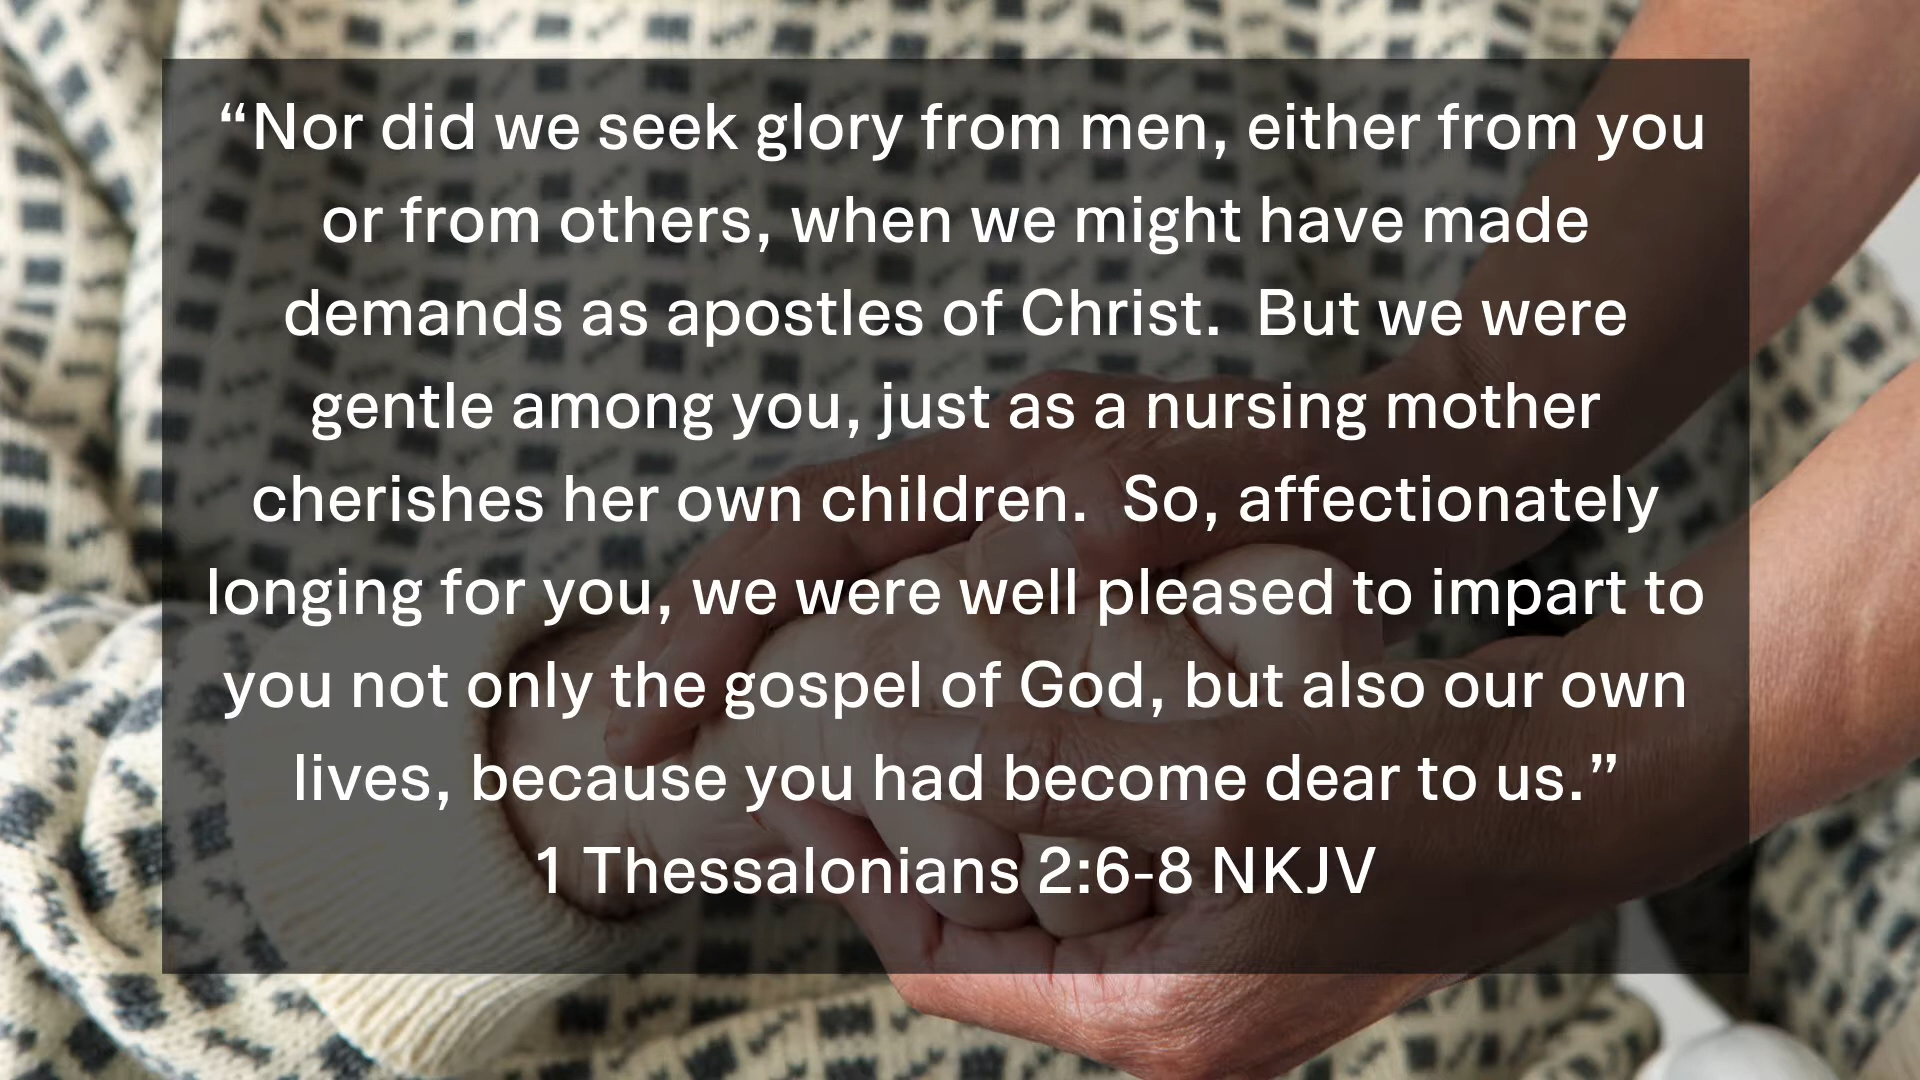 “Nor did we seek glory from men, either from you
or from others, when we might have made
demands as apostles of Christ.  But we were
gentle among you, just as a nursing mother
cherishes her own children.  So, affectionately
longing for you, we were well pleased to impart to
you not only the gospel of God, but also our own
lives, because you had become dear to us.”
1 Thessalonians 2:6-8 NKJV